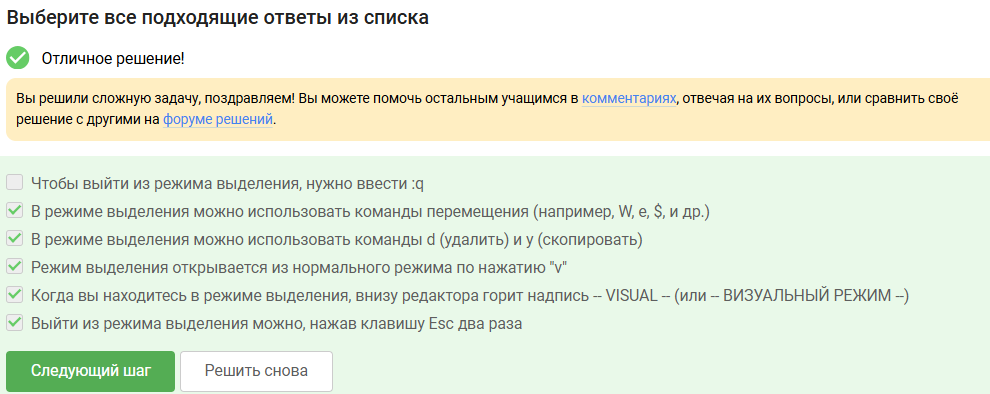 Выберите все подходящие ответы из списка
Отличное решение!
Вы решили сложную задачу, поздравляем! Вы можете помочь остальным учащимся в комментариях, отвечая на их вопросы, или сравнить своё
решение с другими на форуме решений.
Чтобы выйти из режима выделения, нужно ввести :q
В режиме выделения можно использовать команды перемещения (например, W, e, $, и др.)
В режиме выделения можно использовать команды d (удалить) и y (скопировать)
Режим выделения открывается из нормального режима по нажатию "v"
Когда вы находитесь в режиме выделения, внизу редактора горит надпись -- VISUAL -- (или -- ВИЗУАЛЬНЫЙ РЕЖИМ --)
Выйти из режима выделения можно, нажав клавишу Esc два раза
Следующий шаг
Решить снова